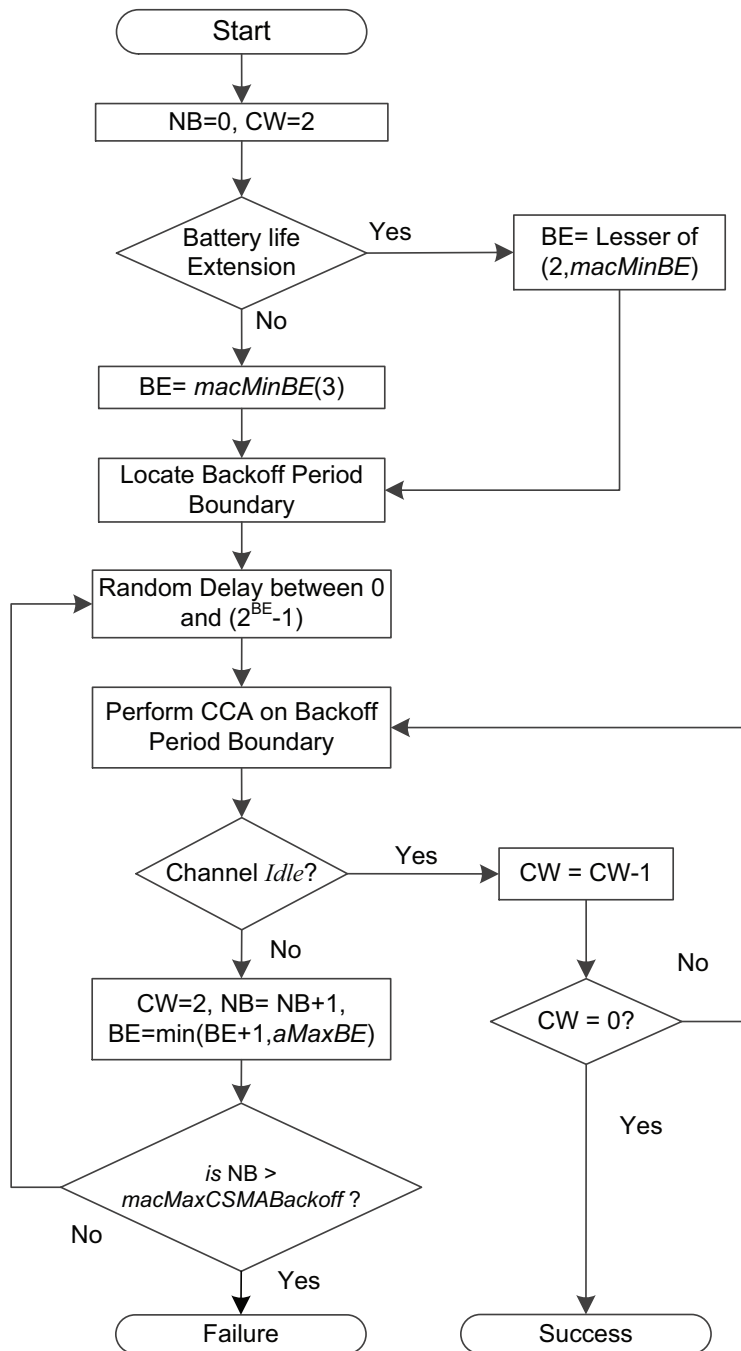 Start
NB=0, CW=2
Battery life
Extension
Yes
BE= Lesser of
(2,macMinBE)
No
BE= macMinBE(3)
Locate Backoff Period
Boundary
Random Delay between 0
and (2^BE-1)
Perform CCA on Backoff
Period Boundary
Channel Idle?
Yes
CW = CW-1
No
CW=2, NB= NB+1,
BE=min(BE+1,aMaxBE)
CW = 0?
No
Yes
is NB >
macMaxCSMABackoff ?
No
Yes
Failure
Success